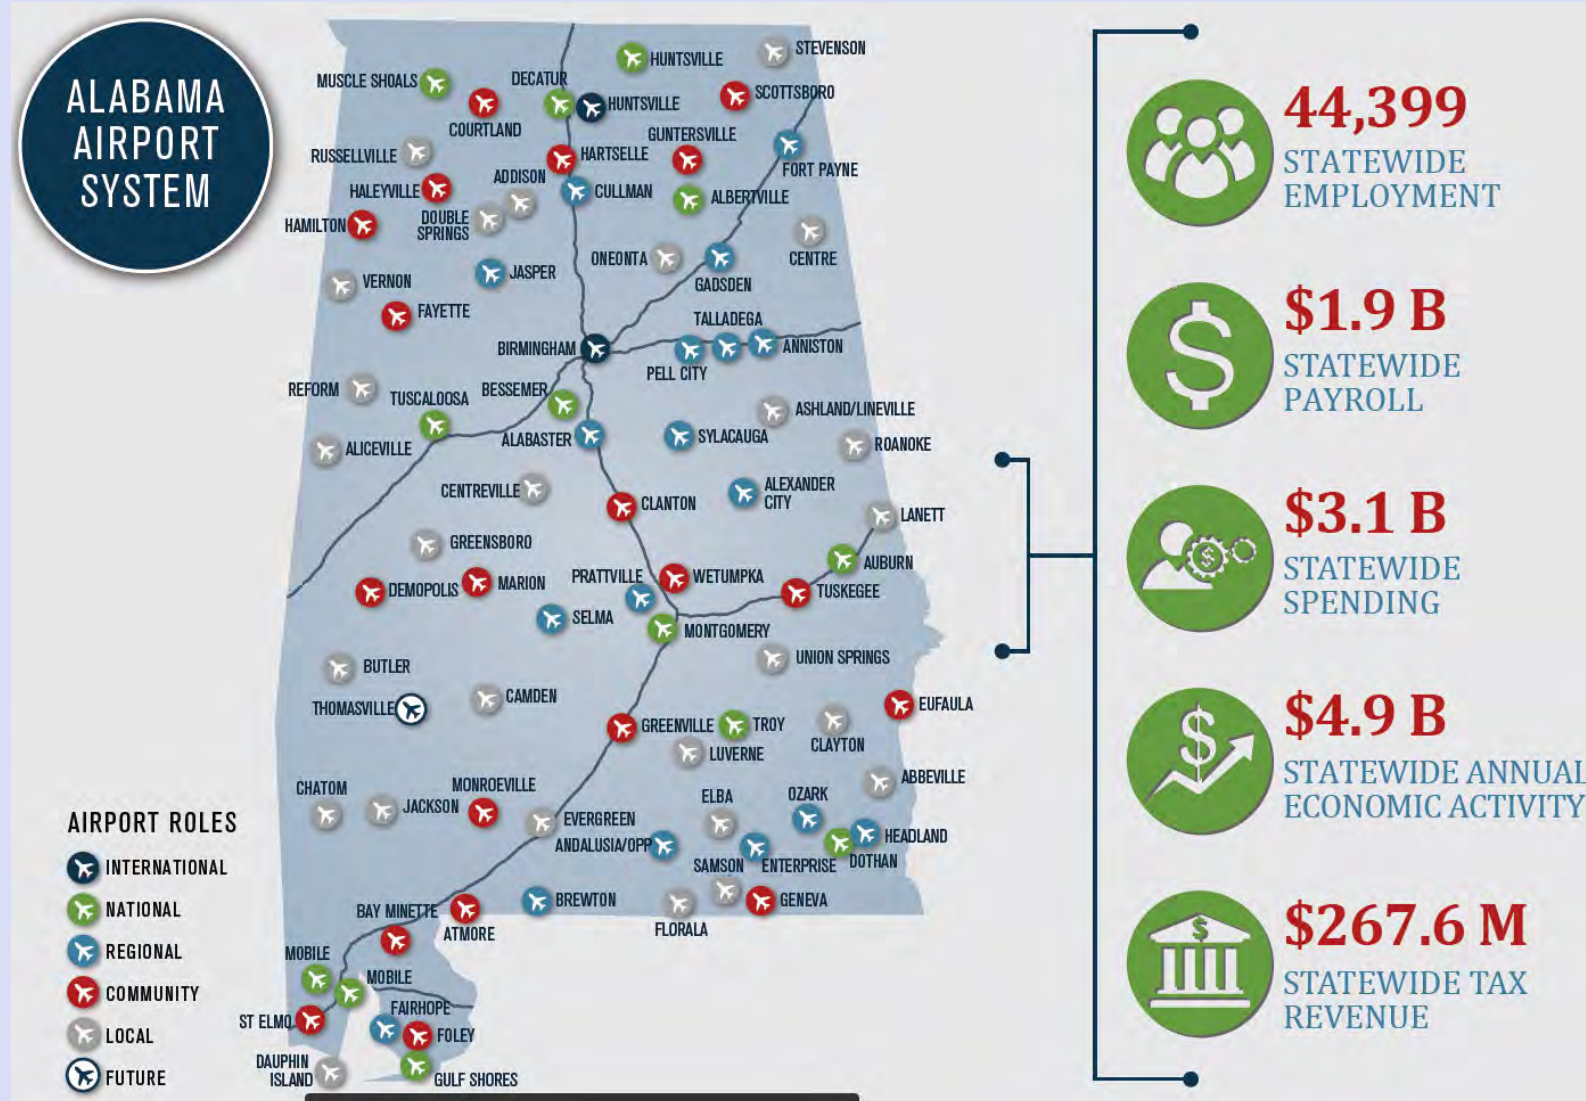 ALABAMA
AIRPORT
SYSTEM
HUNTSVILLE
STEVENSON
MUSCLE SHOALS
DECATUR
HUNTSVILLE
SCOTTSBORO
COURTLAND
GUNTERSVILLE
RUSSELLVILLE
HARTSELLE
FORT PAYNE
ADDISON
HALEYVILLE
CULLMAN
ALBERTVILLE
HAMILTON
DOUBLE
SPRINGS
ONEONTA
CENTRE
VERNON
JASPER
GADSDEN
FAYETTE
TALLADEGA
BIRMINGHAM
ANNISTON
PELL CITY
REFORM
TUSCALOOSA
BESSEMER
ASHLAND/LINEVILLE
ALICEVILLE
ALABASTER
SYLACAUGA
ROANOKE
CENTREVILLE
CLANTON
ALEXANDER
CITY
LANETT
GREENSBORO
AUBURN
DEMOPOLIS
MARION
PRATTVILLE
WETUMPKA
TUSKEGEE
SELMA
MONTGOMERY
BUTLER
UNION SPRINGS
THOMASVILLE
CAMDEN
EUFAULA
GREENVILLE
TROY
CLAYTON
LUVERNE
ABBEVILLE
CHATOM
JACKSON
MONROEVILLE
EVERGREEN
ELBA
OZARK
ANDALUSIA/OPP
HEADLAND
SAMSON
ENTERPRISE
DOTHAN
BREWTON
GENEVA
FLORALA
BAY MINETTE
ATMORE
MOBILE
MOBILE
ST ELMO
FAIRHOPE
FOLEY
DAUPHIN
ISLAND
GULF SHORES
AIRPORT ROLES
INTERNATIONAL
NATIONAL
REGIONAL
COMMUNITY
LOCAL
FUTURE
44,399
STATEWIDE
EMPLOYMENT
$1.9 B
STATEWIDE
PAYROLL
$3.1 B
STATEWIDE
SPENDING
$4.9 B
STATEWIDE ANNUAL
ECONOMIC ACTIVITY
$267.6 M
STATEWIDE TAX
REVENUE